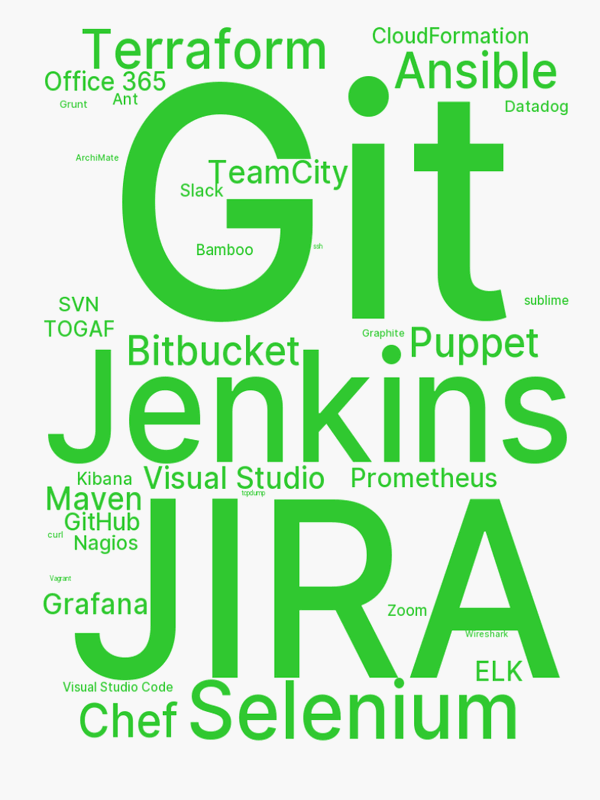 Terraform
CloudFormation
Office 365
Ansible
Grunt
Ant
Datadog
Git
ArchiMate
TeamCity
Slack
Bamboo
ssh
SVN
sublime
TOGAF
Graphite
Bitbucket
Puppet
Jenkins
Kibana
Visual Studio
Prometheus
tcpdump
Maven
GitHub
curl
Nagios
JIRA
Vagrant
Grafana
Zoom
Wireshark
ELK
Visual Studio Code
Chef
Selenium